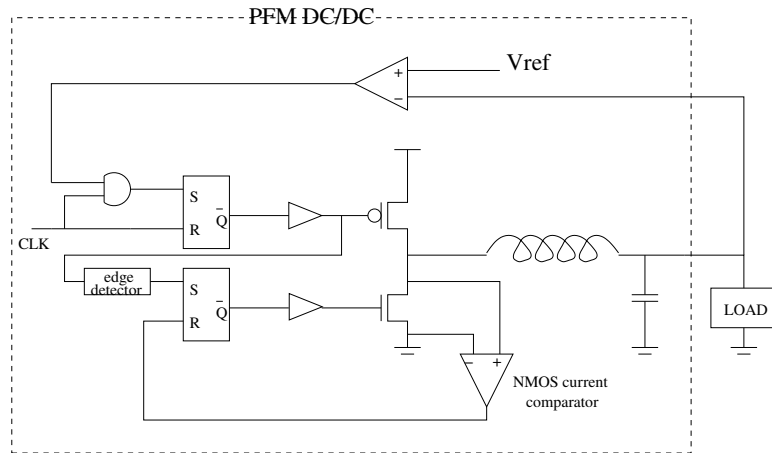 PFM DC/DC
+
Vref
−
S
R
Q
CLK
edge
detector
S
R
Q
LOAD
− +
NMOS current
comparator